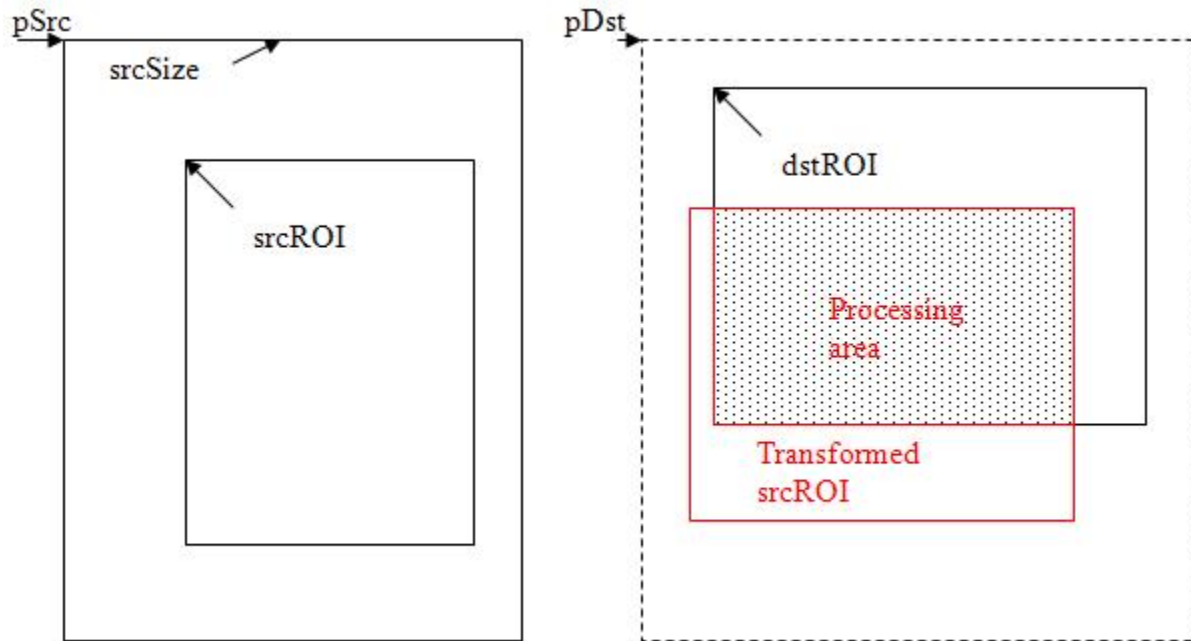 pSrc
srcSize
srcROI
pDst
dstROI
Processing
area
Transformed
srcROI